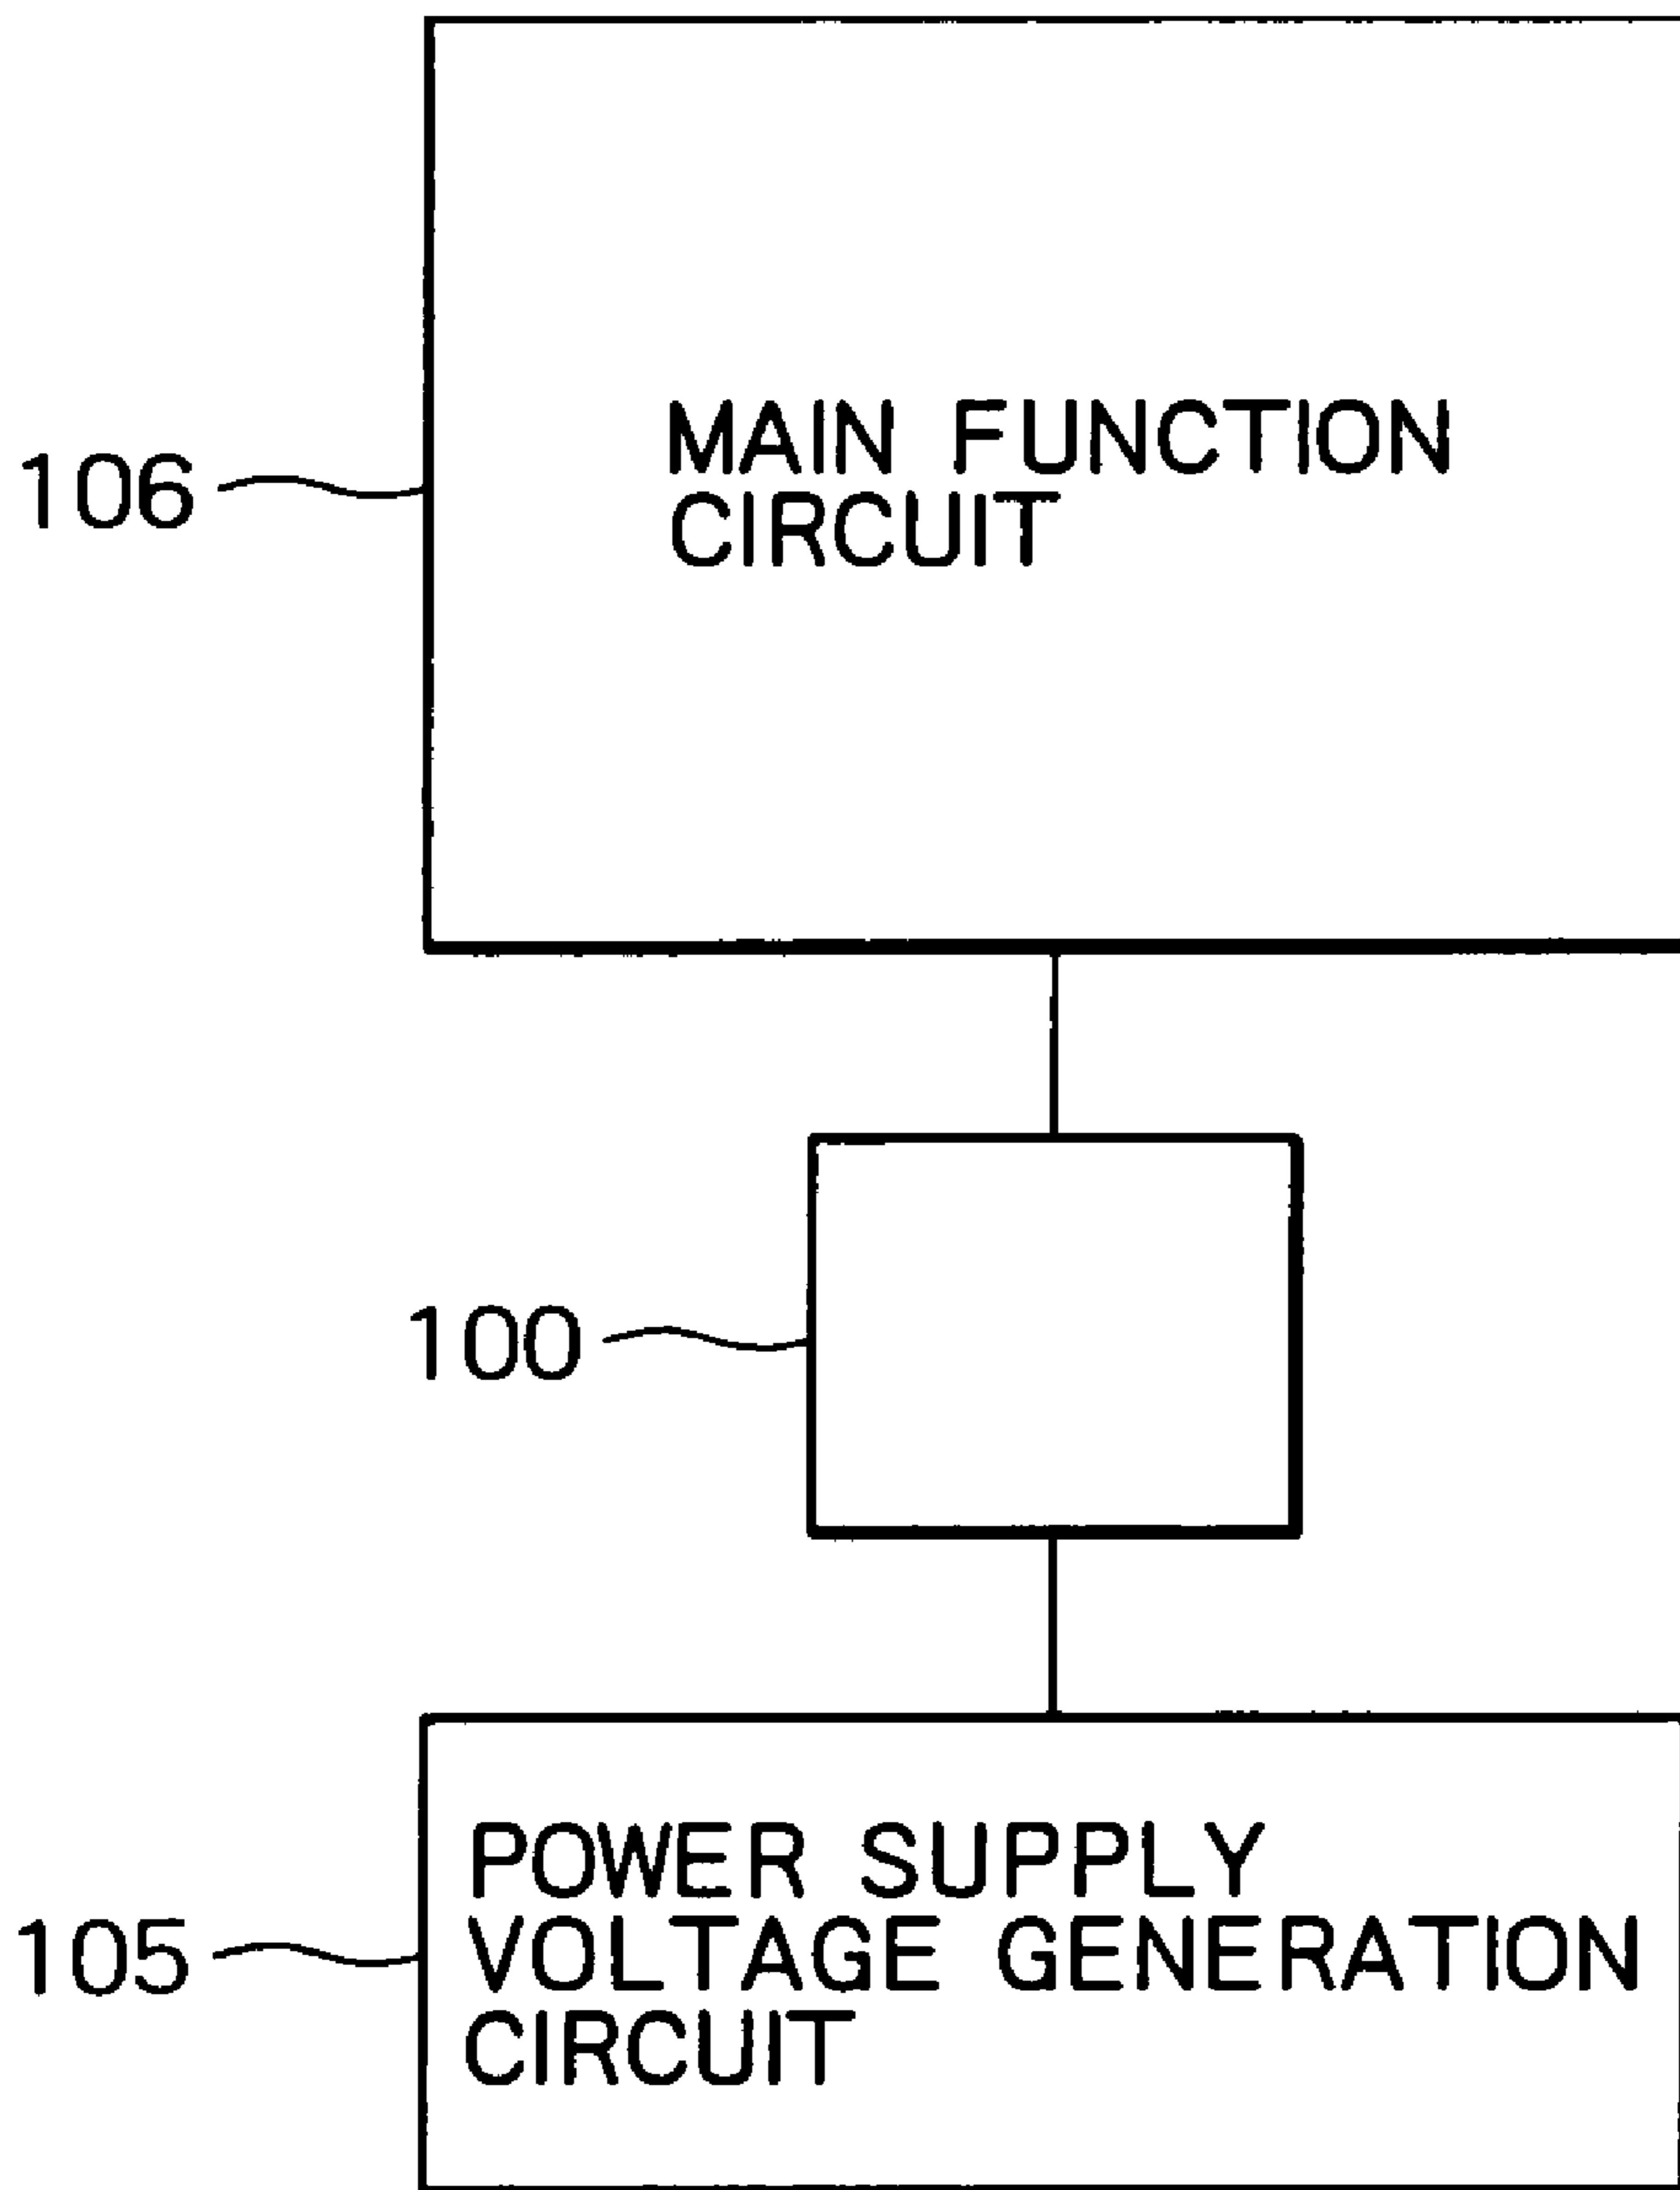 MAIN FUNCTION
CIRCUIT
106
100
POWER SUPPLY
VOLTAGE GENERATION
CIRCUIT
105